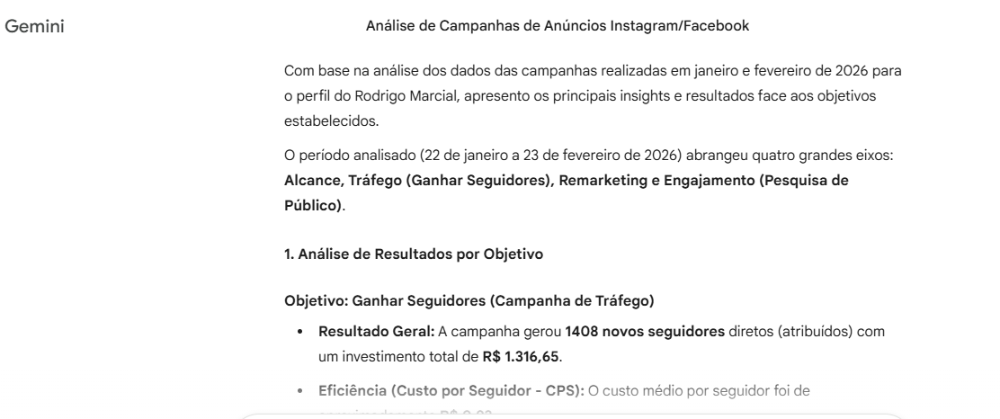 Gemini
Análise de Campanhas de Anúncios Instagram/Facebook
Com base na análise dos dados das campanhas realizadas em janeiro e fevereiro de 2026 para
o perfil do Rodrigo Marcial, apresento os principais insights e resultados face aos objetivos
estabelecidos.
O período analisado (22 de janeiro a 23 de fevereiro de 2026) abrangeu quatro grandes eixos:
Alcance, Tráfego (Ganhar Seguidores), Remarketing e Engajamento (Pesquisa de
Público).
1. Análise de Resultados por Objetivo
Objetivo: Ganhar Seguidores (Campanha de Tráfego)
• Resultado Geral: A campanha gerou 1408 novos seguidores diretos (atribuídos) com
um investimento total de R$ 1.316,65.
• Eficiência (Custo por Seguidor - CPS): O custo médio por seguidor foi de